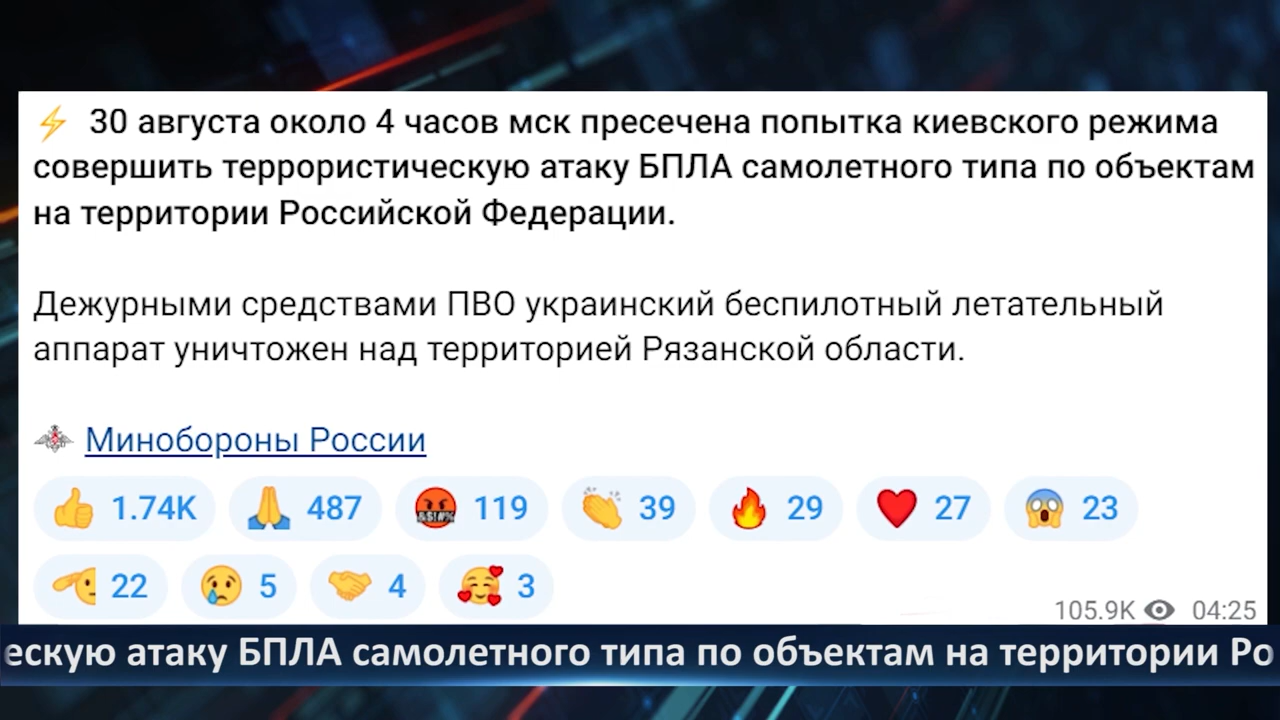 ⚡ 30 августа около 4 часов мск пресечена попытка киевского режима
совершить террористическую атаку БПЛА самолетного типа по объектам
на территории Российской Федерации.
Дежурными средствами ПВО украинский беспилотный летательный
аппарат уничтожен над территорией Рязанской области.
Минобороны России
1.74K 487 119 39 29 27 23
22 5 4 3
105.9K 04:25
ескую атаку БПЛА самолетного типа по объектам на территории Ро